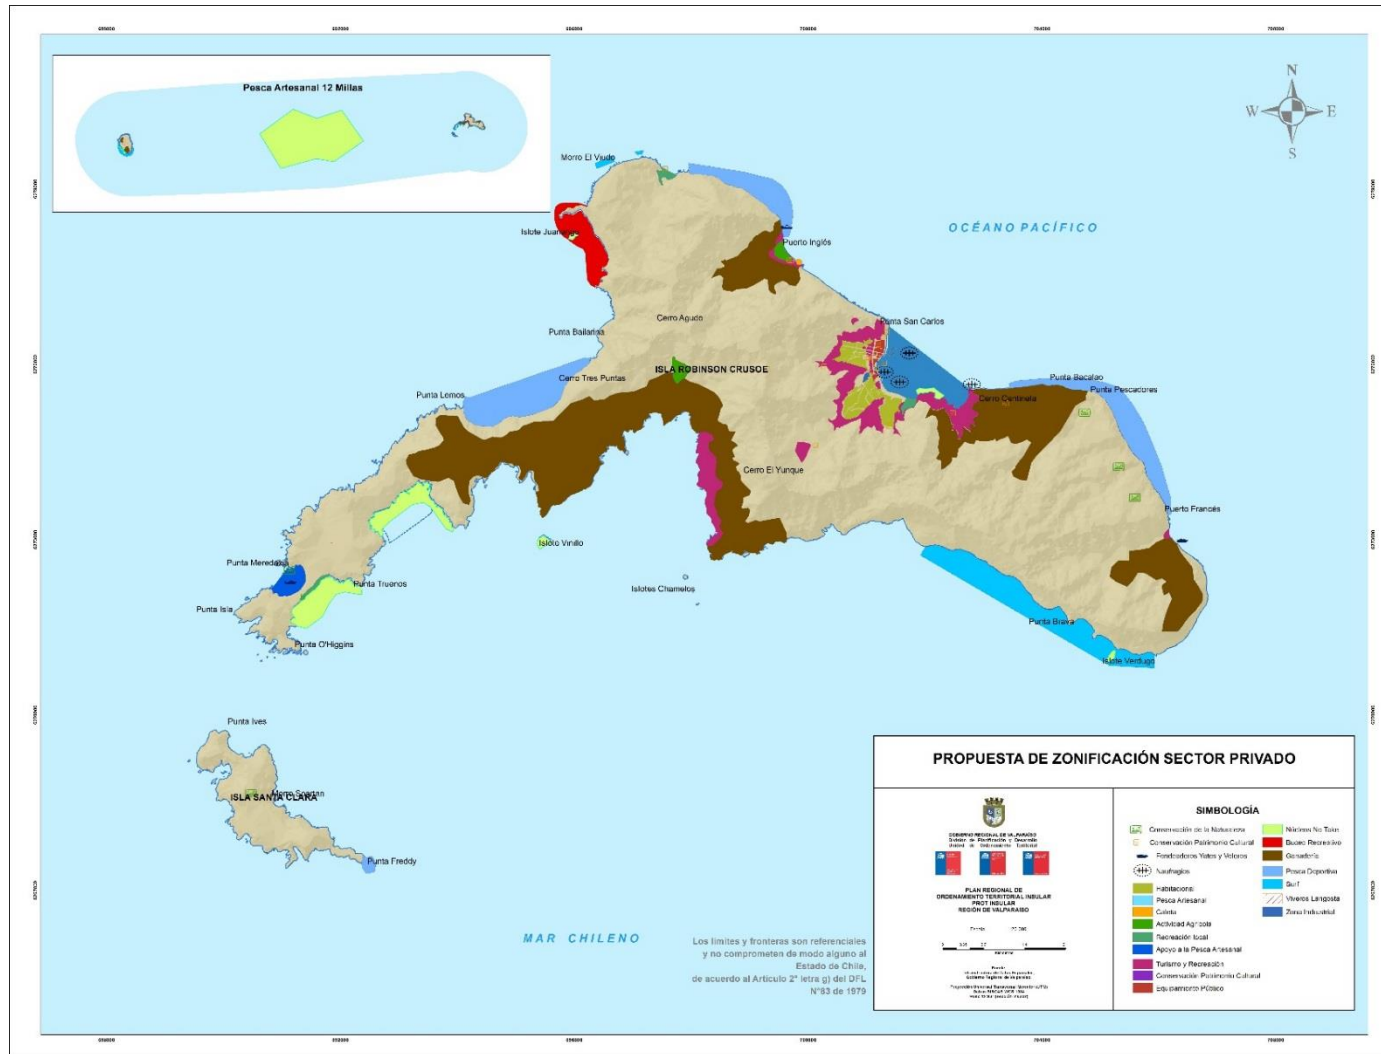 Pesca Artesanal 12 Millas
N
W
E
S
Morro El Viudo
OCÉANO PACÍFICO
Puerto Inglés
Cerro Agudo
Punta San Carlos
Punta Bailarina
ISLA ROBINSON CRUSOE
Cerro Tres Puntas
Punta Bacalao
Punta Pescadores
Punta Lemos
Cerro Centinela
Cerro El Yunque
Puerto Francés
Islote Vinillo
Punta Truenos
Islotes Chamelos
Punta Isla
Punta Brava
Punta O'Higgins
Islote Verdugo
Punta Ives
ISLA SANTA CLARA
Punta Freddy
MAR CHILENO
Los límites y fronteras son referenciales
y no comprometen de modo alguno al
Estado de Chile,
de acuerdo al Artículo 2° letra g) del DFL
N°83 de 1979
PROPUESTA DE ZONIFICACIÓN SECTOR PRIVADO
GOBIERNO REGIONAL DE VALPARAÍSO
PLAN REGIONAL DE
ORDENAMIENTO TERRITORIAL INSULAR
PROT INSULAR
REGIÓN DE VALPARAÍSO
SIMBOLOGÍA
Conservación de la Naturaleza
Conservación Patrimonio Cultural
Fondeaderos Yates y Veleros
Naufragios
Habitacional
Pesca Artesanal
Caleta
Actividad Agrícola
Recreación local
Apoyo a la Pesca Artesanal
Turismo y Recreación
Conservación Patrimonio Cultural
Equipamiento Público
Núcleos No Take
Buceo Recreativo
Ganadería
Pesca Deportiva
Surf
Viveros Langosta
Zona Industrial